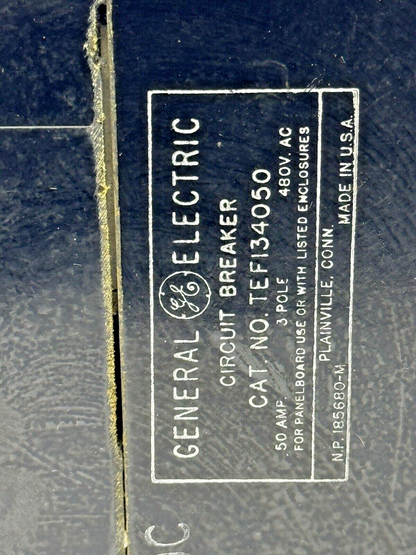 GENERAL GE ELECTRIC
CIRCUIT BREAKER
CAT. NO. TEF134050
50 AMP. 3 POLE 480V. AC
FOR PANELBOARD USE OR WITH LISTED ENCLOSURES
PLAINVILLE, CONN.
N.P. 185680-M MADE IN U.S.A.